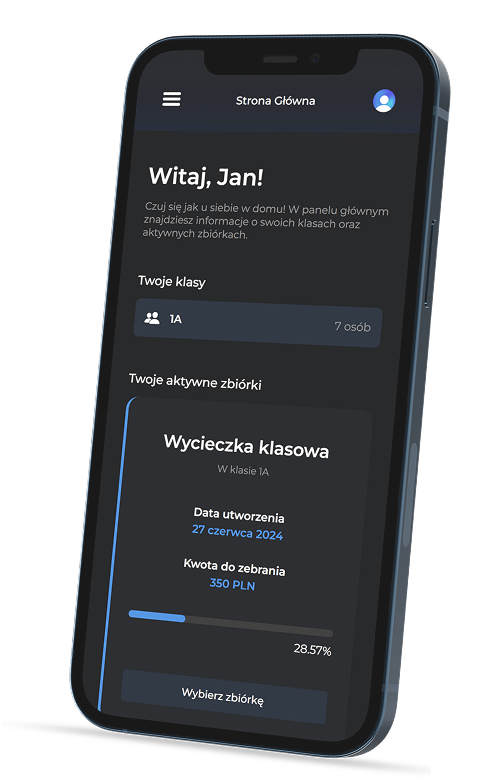 Strona Główna
Witaj, Jan!
Czuj się jak u siebie w domu! W panelu głównym
znajdziesz informacje o swoich klasach oraz
aktywnych zbiórkach.
Twoje klasy
1A
7 osób
Twoje aktywne zbiórki
Wycieczka klasowa
W klasie 1A
Data utworzenia
27 czerwca 2024
Kwota do zebrania
350 PLN
28.57%
Wybierz zbiórkę